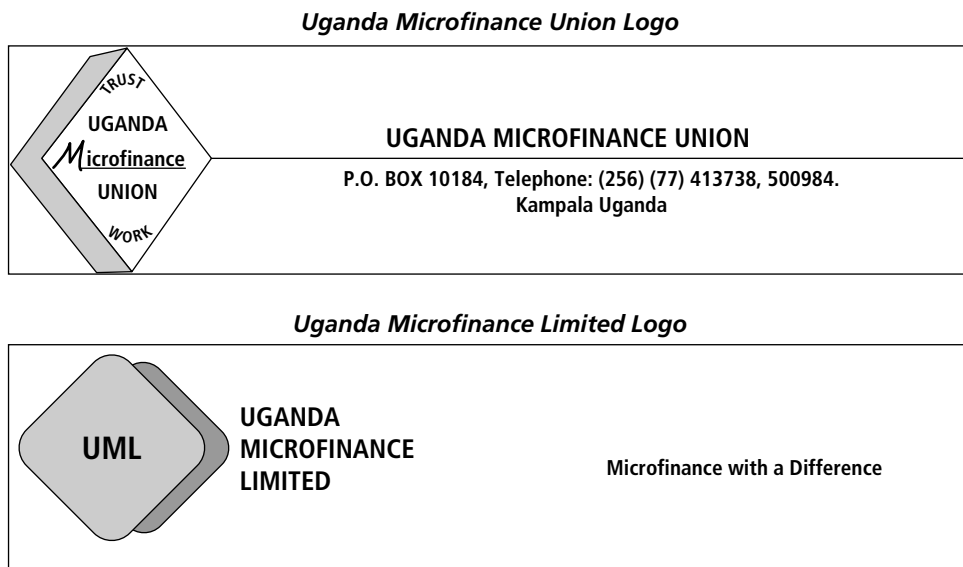 Uganda Microfinance Union Logo
TRUST
UGANDA
Microfinance
UNION
WORK
UGANDA MICROFINANCE UNION
P.O. BOX 10184, Telephone: (256) (77) 413738, 500984.
Kampala Uganda
Uganda Microfinance Limited Logo
UML
UGANDA
MICROFINANCE
LIMITED
Microfinance with a Difference